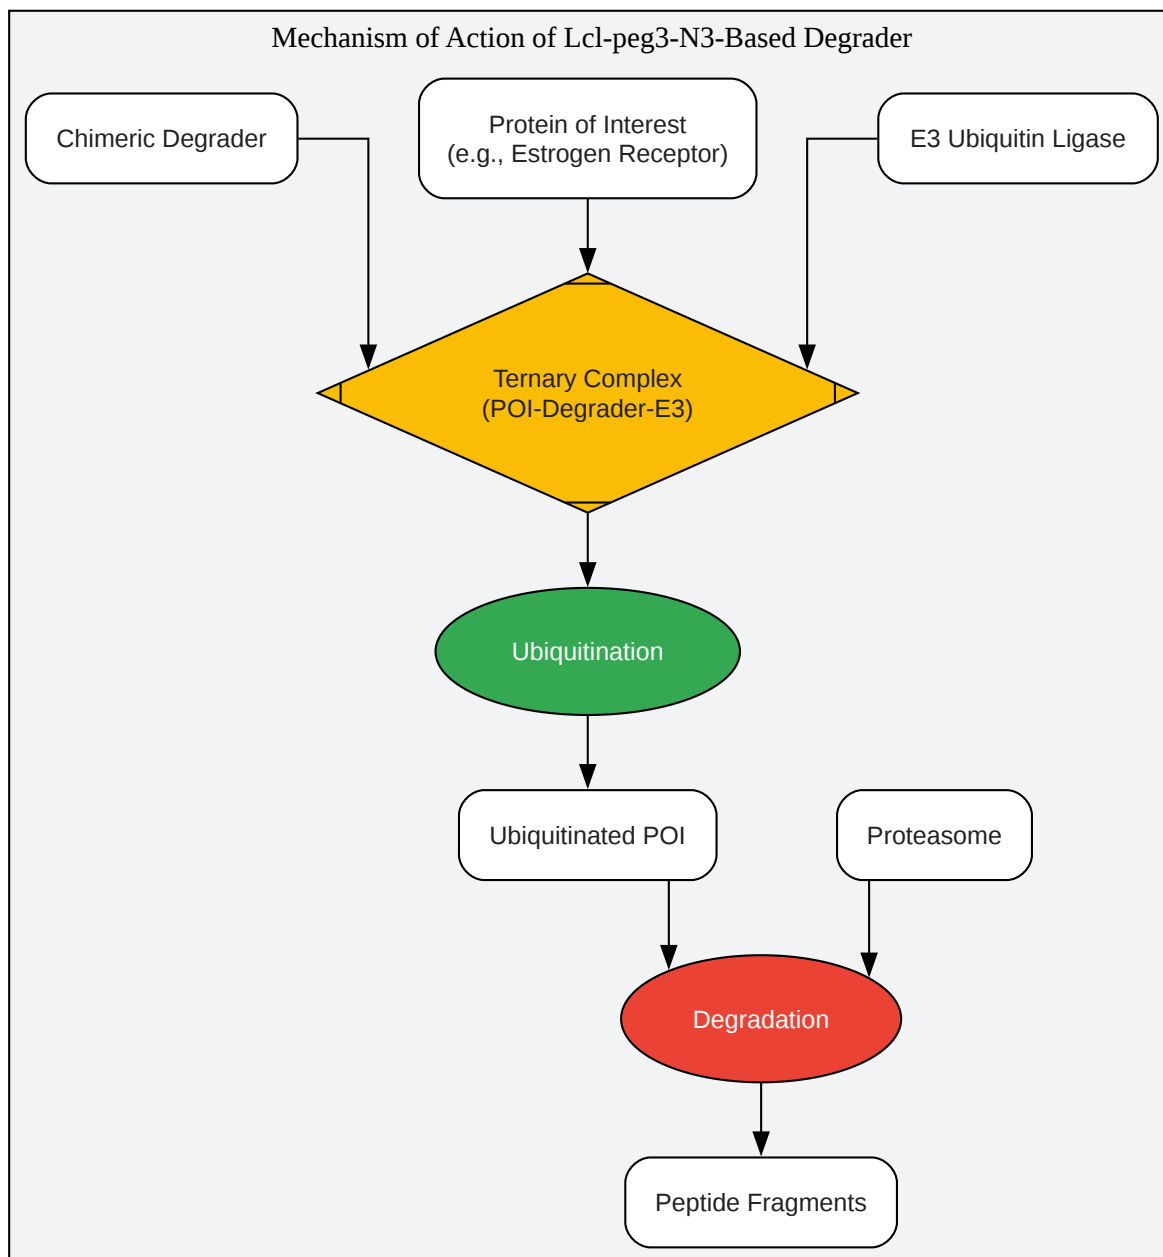 Mechanism of Action of Lcl-peg3-N3-Based Degrader
Chimeric Degrader
Protein of Interest
(e.g., Estrogen Receptor)
E3 Ubiquitin Ligase
Ternary Complex
(POI-Degrader-E3)
Ubiquitination
Ubiquitinated POI
Proteasome
Degradation
Peptide Fragments